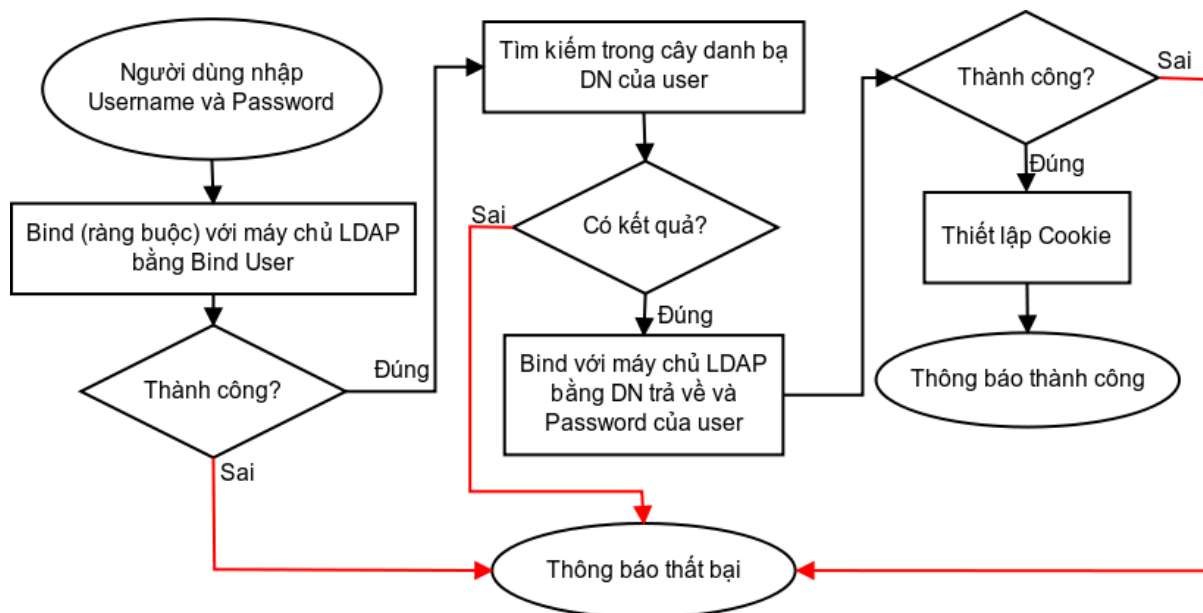 Người dùng nhập
Username và Password
Bind (ràng buộc) với máy chủ LDAP
bằng Bind User
Thành công?
Đúng
Sai
Tìm kiếm trong cây danh bạ
DN của user
Có kết quả?
Sai
Đúng
Bind với máy chủ LDAP
bằng DN trả về và
Password của user
Thành công?
Sai
Đúng
Thiết lập Cookie
Thông báo thành công
Thông báo thất bại